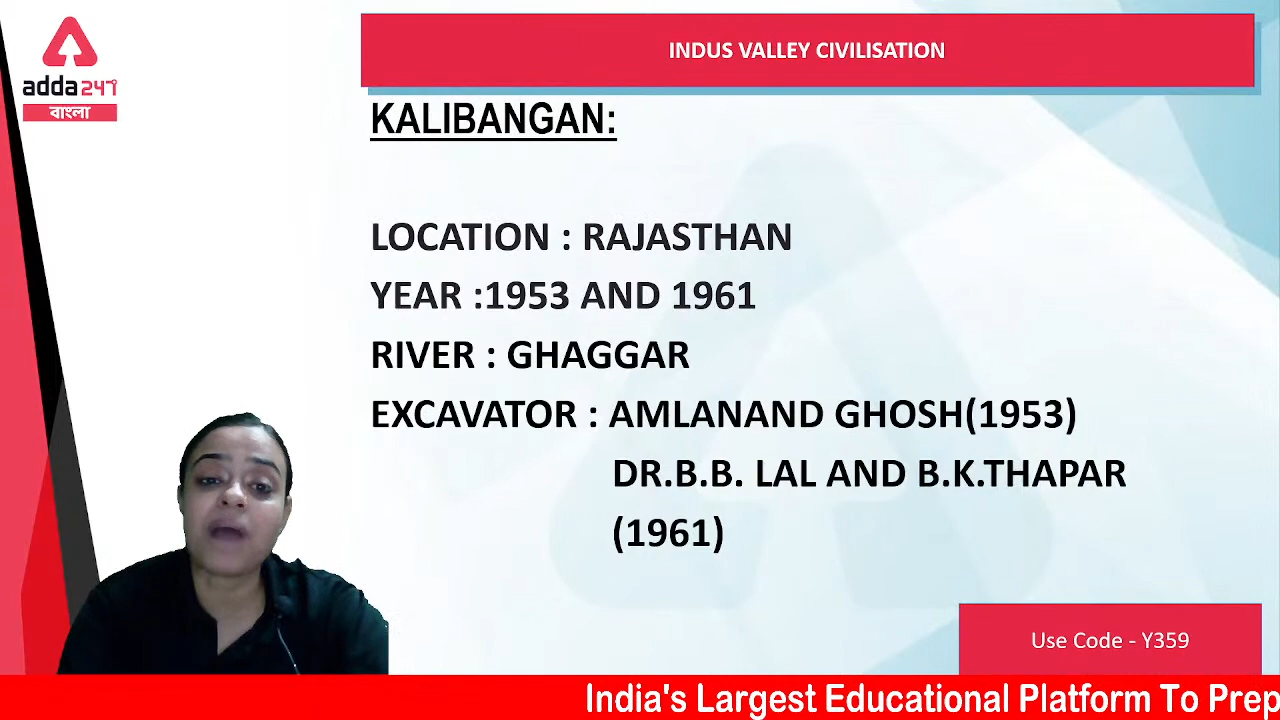 adda247
বাংলা
INDUS VALLEY CIVILISATION
KALIBANGAN:
LOCATION : RAJASTHAN
YEAR :1953 AND 1961
RIVER : GHAGGAR
EXCAVATOR : AMLANAND GHOSH(1953)
DR.B.B. LAL AND B.K.THAPAR
(1961)
Use Code - Y359
India's Largest Educational Platform To Prep